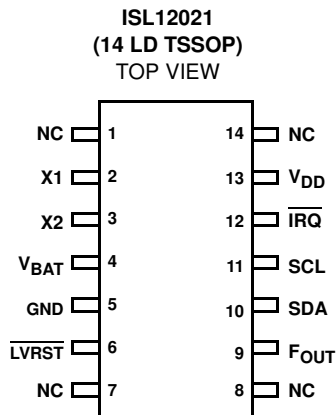 ISL12021
(14 LD TSSOP)
TOP VIEW
NC 1 14 NC
X1 2 13 VDD
X2 3 12 IRQ
VBAT 4 11 SCL
GND 5 10 SDA
LVRST 6 9 FOUT
NC 7 8 NC